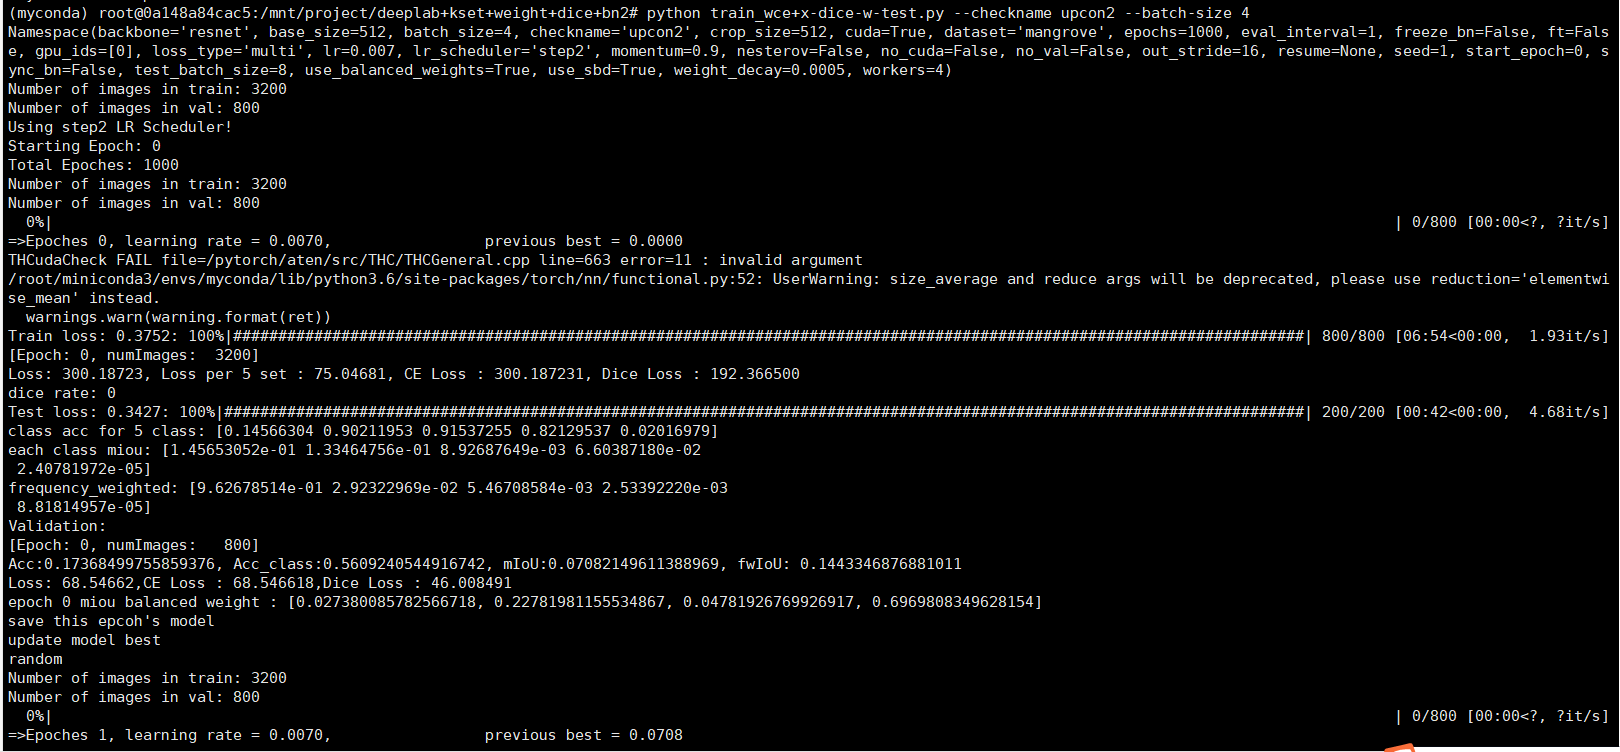 (myconda) root@0a148a84cac5:/mnt/project/deeplab+kset+weight+dice+bn2# python train_wce+x-dice-w-test.py --checkname upcon2 --batch-size 4
Namespace(backbone='resnet', base_size=512, batch_size=4, checkname='upcon2', crop_size=512, cuda=True, dataset='mangrove', epochs=1000, eval_interval=1, freeze_bn=False, ft=Fals
e, gpu_ids=[0], loss_type='multi', lr=0.007, lr_scheduler='step2', momentum=0.9, nesterov=False, no_cuda=False, no_val=False, out_stride=16, resume=None, seed=1, start_epoch=0, s
ync_bn=False, test_batch_size=8, use_balanced_weights=True, use_sbd=True, weight_decay=0.0005, workers=4)
Number of images in train: 3200
Number of images in val: 800
Using step2 LR Scheduler!
Starting Epoch: 0
Total Epoches: 1000
Number of images in train: 3200
Number of images in val: 800
  0%|                                                                                                    | 0/800 [00:00<?, ?it/s]
=>Epoches 0, learning rate = 0.0070,                 previous best = 0.0000
THCudaCheck FAIL file=/pytorch/aten/src/THC/THCGeneral.cpp line=663 error=11 : invalid argument
/root/miniconda3/envs/myconda/lib/python3.6/site-packages/torch/nn/functional.py:52: UserWarning: size_average and reduce args will be deprecated, please use reduction='elementwi
se_mean' instead.
  warnings.warn(warning.format(ret))
Train loss: 0.3752: 100%|#######################################################################################################################| 800/800 [06:54<00:00,  1.93it/s]
[Epoch: 0, numImages:  3200]
Loss: 300.18723, Loss per 5 set : 75.04681, CE Loss : 300.187231, Dice Loss : 192.366500
dice rate: 0
Test loss: 0.3427: 100%|########################################################################################################################| 200/200 [00:42<00:00,  4.68it/s]
class acc for 5 class: [0.14566304 0.90211953 0.91537255 0.82129537 0.02016979]
each class miou: [1.45653052e-01 1.33464756e-01 8.92687649e-03 6.60387180e-02
 2.40781972e-05]
frequency_weighted: [9.62678514e-01 2.92322969e-02 5.46708584e-03 2.53392220e-03
 8.81814957e-05]
Validation:
[Epoch: 0, numImages:   800]
Acc:0.17368499755859376, Acc_class:0.5609240544916742, mIoU:0.07082149611388969, fwIoU: 0.1443346876881011
Loss: 68.54662,CE Loss : 68.546618,Dice Loss : 46.008491
epoch 0 miou balanced weight : [0.027380085782566718, 0.22781981155534867, 0.04781926769926917, 0.6969808349628154]
save this epcoh's model
update model best
random
Number of images in train: 3200
Number of images in val: 800
  0%|                                                                                                    | 0/800 [00:00<?, ?it/s]
=>Epoches 1, learning rate = 0.0070,                 previous best = 0.0708